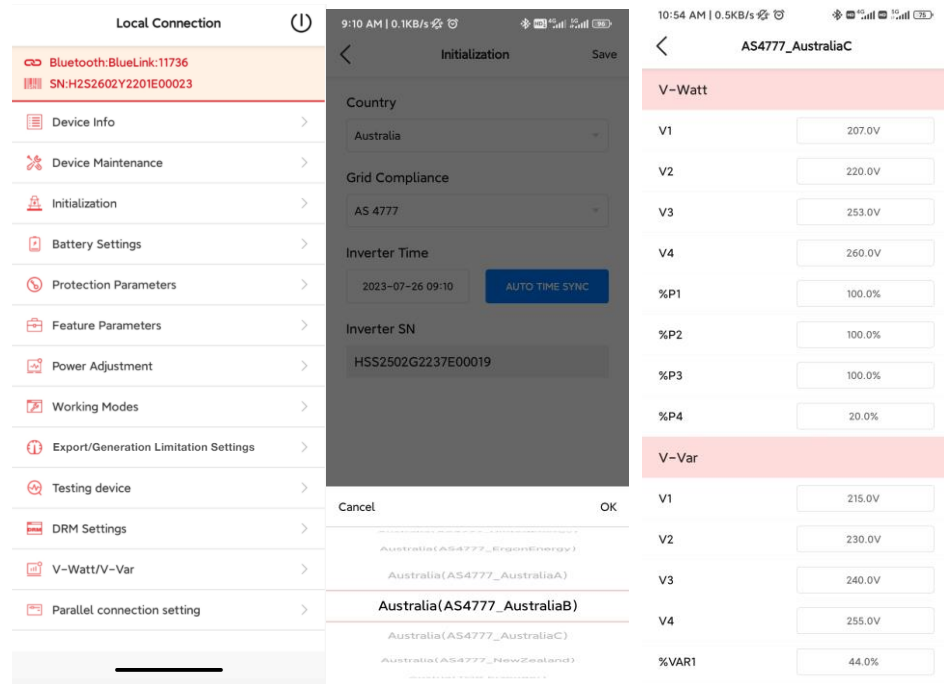 Local Connection
Bluetooth:BlueLink:11736
SN:H2S2602Y2201E00023
Device Info
Device Maintenance
Initialization
Battery Settings
Protection Parameters
Feature Parameters
Power Adjustment
Working Modes
Export/Generation Limitation Settings
Testing device
DRM Settings
V-Watt/V-Var
Parallel connection setting
9:10 AM | 0.1KB/s
Initialization Save
Country
Australia
Grid Compliance
AS 4777
Inverter Time
2023-07-26 09:10 AUTO TIME SYNC
Inverter SN
HSS2502G2237E00019
Cancel OK
Australia(AS4777_ErgonEnergy)
Australia(AS4777_AustraliaA)
Australia(AS4777_AustraliaB)
Australia(AS4777_AustraliaC)
Australia(AS4777_NewZealand)
10:54 AM | 0.5KB/s
AS4777_AustraliaC
V-Watt
V1 207.0V
V2 220.0V
V3 253.0V
V4 260.0V
%P1 100.0%
%P2 100.0%
%P3 100.0%
%P4 20.0%
V-Var
V1 215.0V
V2 230.0V
V3 240.0V
V4 255.0V
%VAR1 44.0%